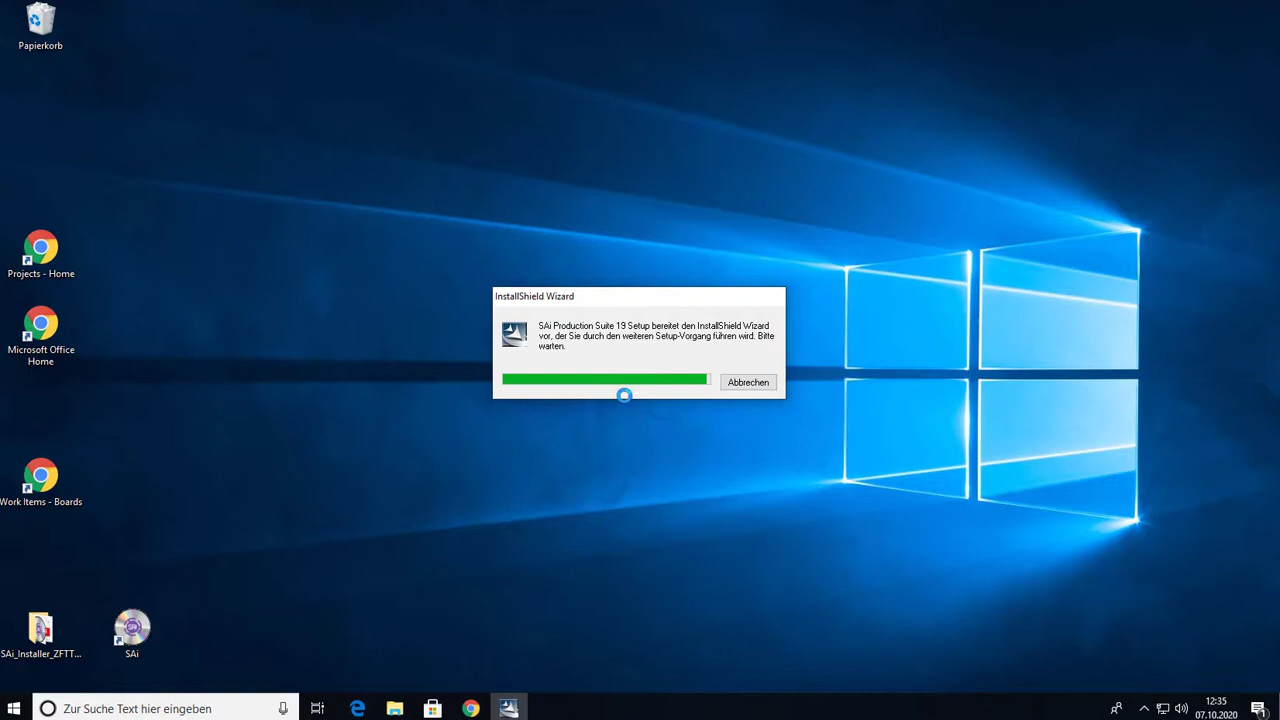 Papierkorb
Projects - Home
Microsoft Office
Home
Work Items - Boards
SAi_Installer_ZFTT...
SAi
InstallShield Wizard
SAi Production Suite 19 Setup bereitet den InstallShield Wizard
vor, der Sie durch den weiteren Setup-Vorgang führen wird. Bitte
warten.
Abbrechen
Zur Suche Text hier eingeben
12:35
07.10.2020
1